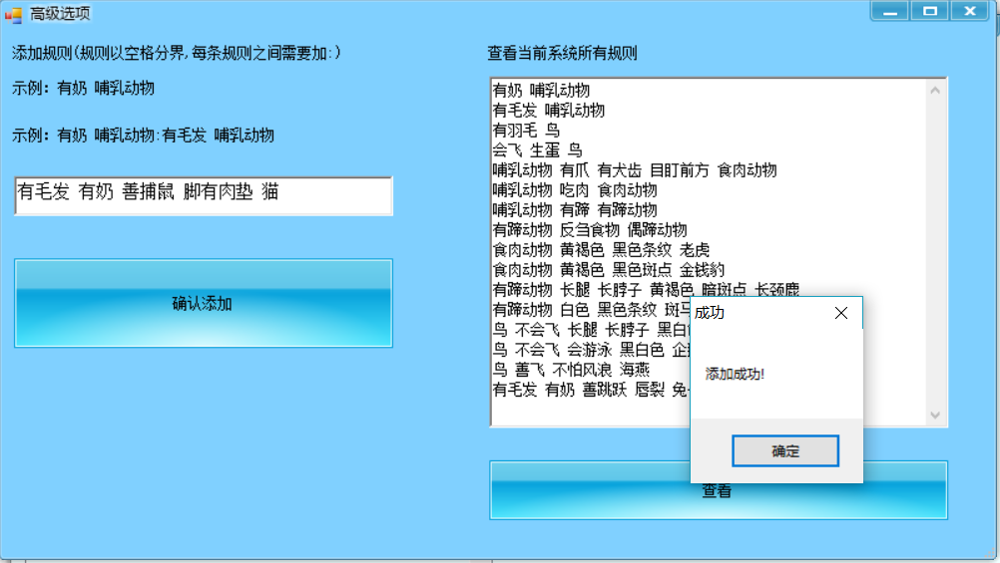 高级选项
添加规则(规则以空格分界,每条规则之间需要加:)
示例：有奶 哺乳动物
示例：有奶 哺乳动物:有毛发 哺乳动物
有毛发 有奶 善捕鼠 脚有肉垫 猫
确认添加
查看当前系统所有规则
有奶 哺乳动物
有毛发 哺乳动物
有羽毛 鸟
会飞 生蛋 鸟
哺乳动物 有爪 有犬齿 目盯前方 食肉动物
哺乳动物 吃肉 食肉动物
哺乳动物 有蹄 有蹄动物
有蹄动物 反刍食物 偶蹄动物
食肉动物 黄褐色 黑色条纹 老虎
食肉动物 黄褐色 黑色斑点 金钱豹
有蹄动物 长腿 长脖子 黄褐色 暗斑点 长颈鹿
有蹄动物 白色 黑色条纹 斑马
鸟 不会飞 长腿 长脖子 黑白
鸟 不会飞 会游泳 黑白色 企
鸟 善飞 不怕风浪 海燕
有毛发 有奶 善跳跃 唇裂 兔
成功
添加成功!
确定
查看